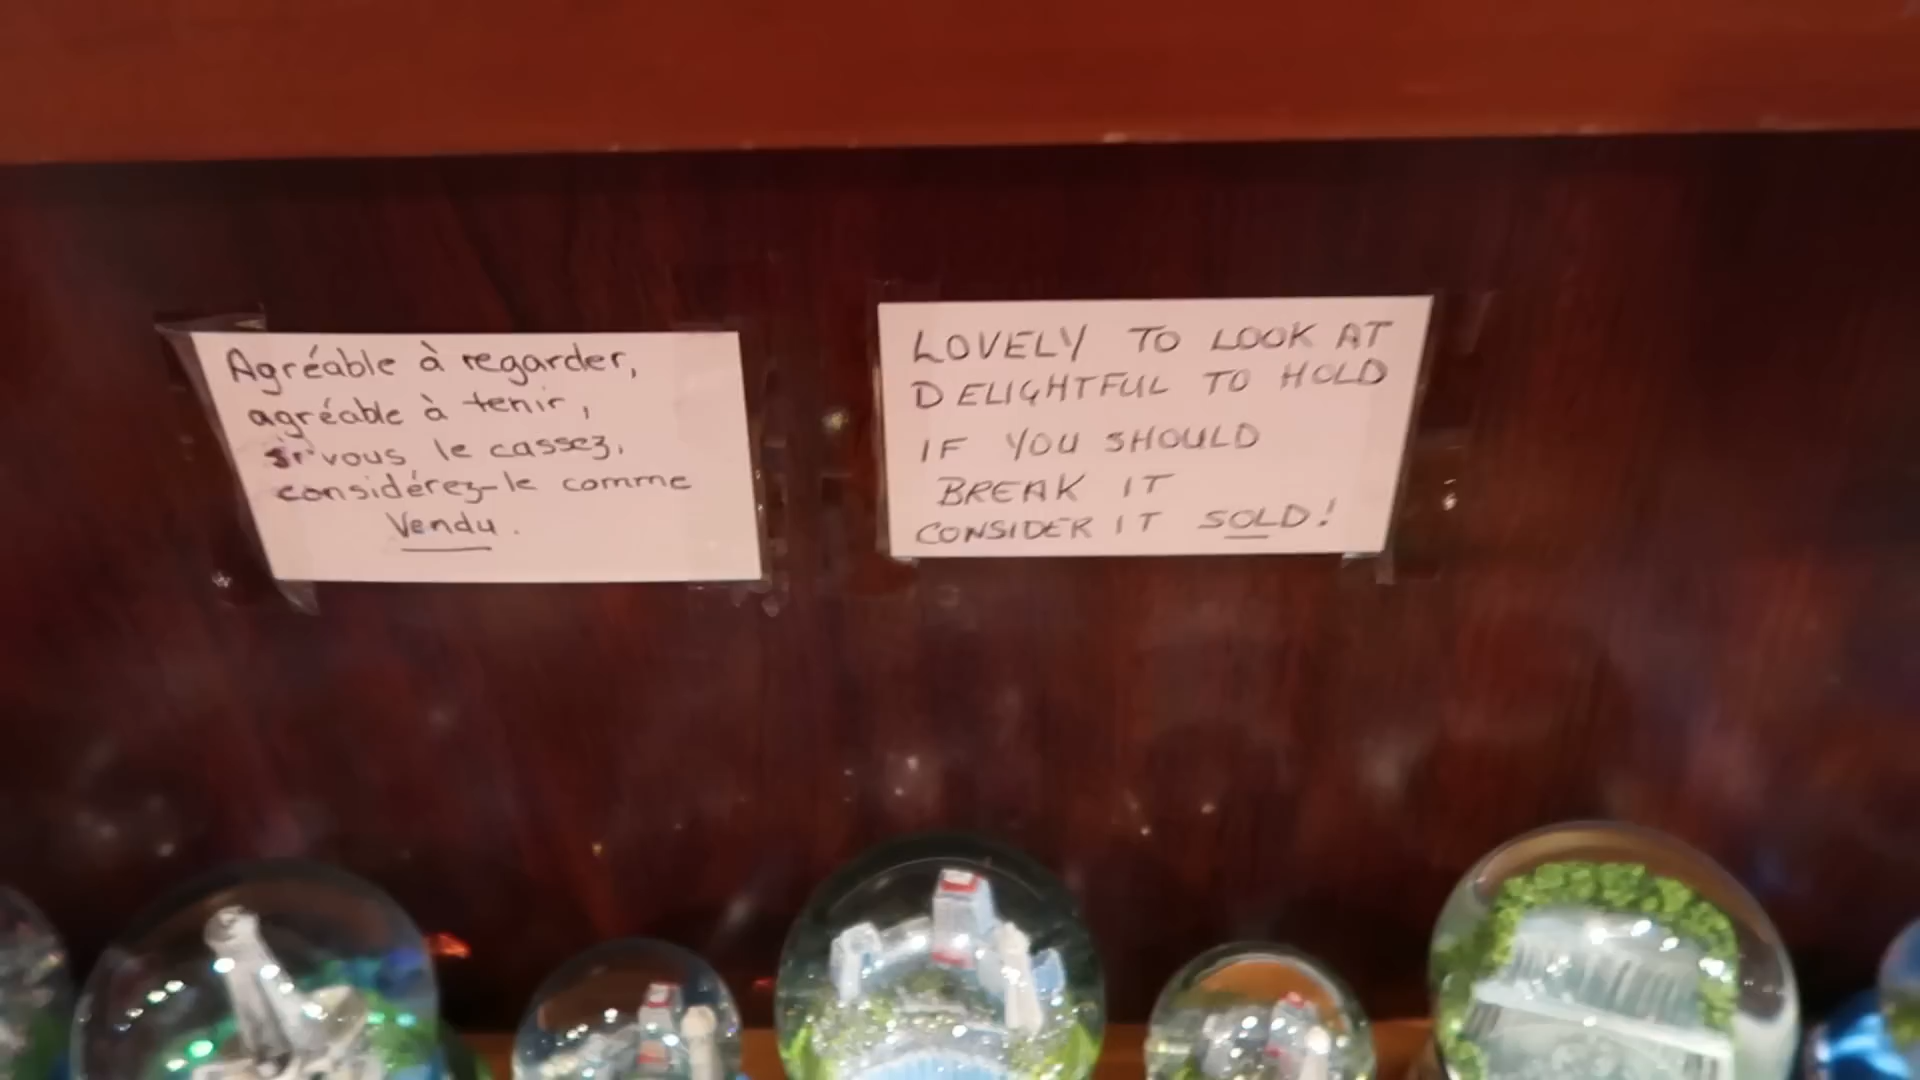 Agréable à regarder,
agréable à tenir,
si vous le cassez,
considérez-le comme
Vendu.
LOVELY TO LOOK AT
DELIGHTFUL TO HOLD
IF YOU SHOULD
BREAK IT
CONSIDER IT SOLD!